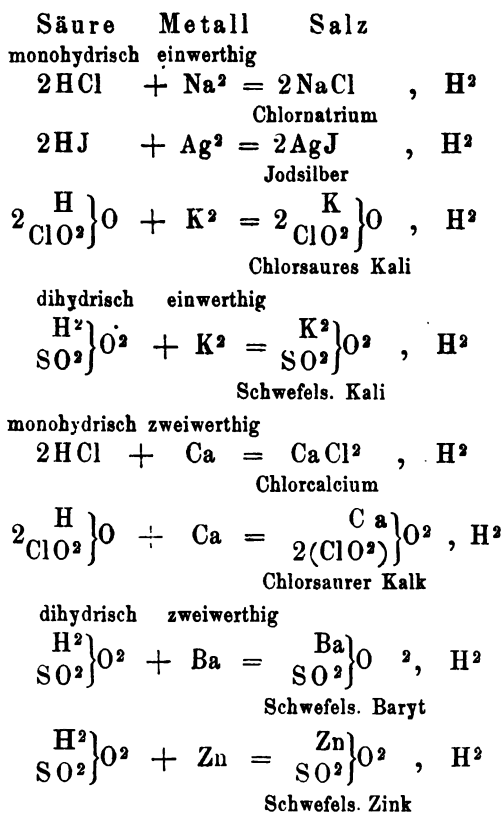 Säure Metall Salz
monohydrisch einwerthig
2HCl + Na² = 2NaCl , H²
Chlornatrium
2HJ + Ag² = 2AgJ , H²
Jodsilber
2 H ClO² } O + K² = 2 K ClO² } O , H²
Chlorsaures Kali
dihydrisch einwerthig
H² SO² } O² + K² = K² SO² } O² , H²
Schwefels. Kali
monohydrisch zweiwerthig
2HCl + Ca = CaCl² , H²
Chlorcalcium
2 H ClO² } O + Ca = Ca 2(ClO²) } O² , H²
Chlorsaurer Kalk
dihydrisch zweiwerthig
H² SO² } O² + Ba = Ba SO² } O ², H²
Schwefels. Baryt
H² SO² } O² + Zn = Zn SO² } O² , H²
Schwefels. Zink